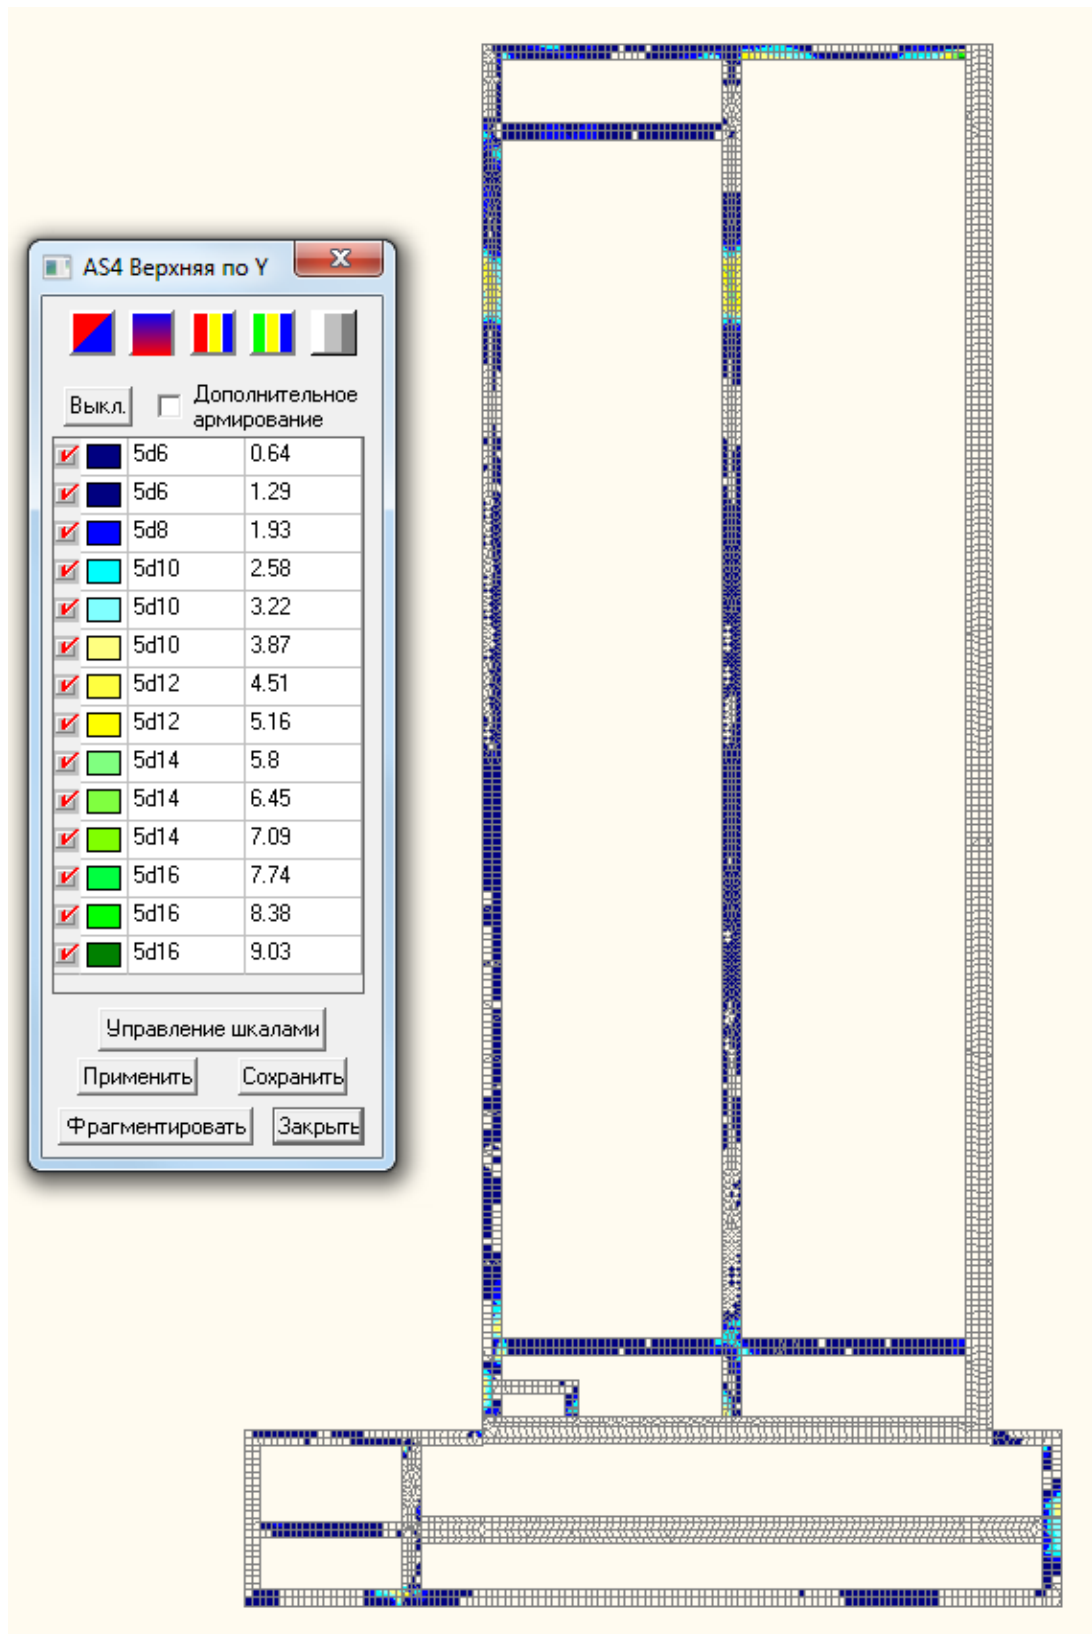 AS4 Верхняя по Y
Выкл.
Дополнительное
армирование
5d6 0.64
5d6 1.29
5d8 1.93
5d10 2.58
5d10 3.22
5d10 3.87
5d12 4.51
5d12 5.16
5d14 5.8
5d14 6.45
5d14 7.09
5d16 7.74
5d16 8.38
5d16 9.03
Управление шкалами
Применить Сохранить
Фрагментировать Закрыть